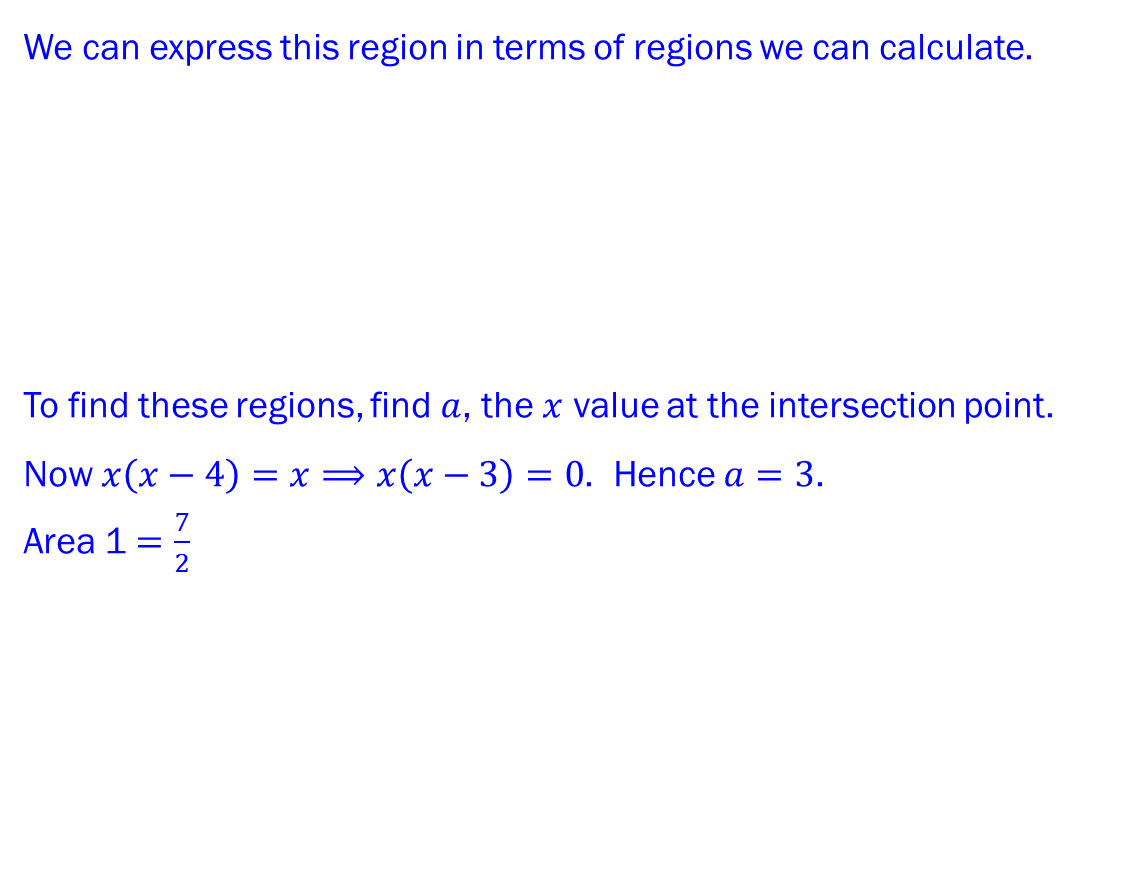 We can express this region in terms of regions we can calculate.
To find these regions, find 𝑎, the 𝑥 value at the intersection point.
Now 𝑥(𝑥 − 4) = 𝑥 ⟹ 𝑥(𝑥 − 3) = 0. Hence 𝑎 = 3.
Area 1 = 7/2